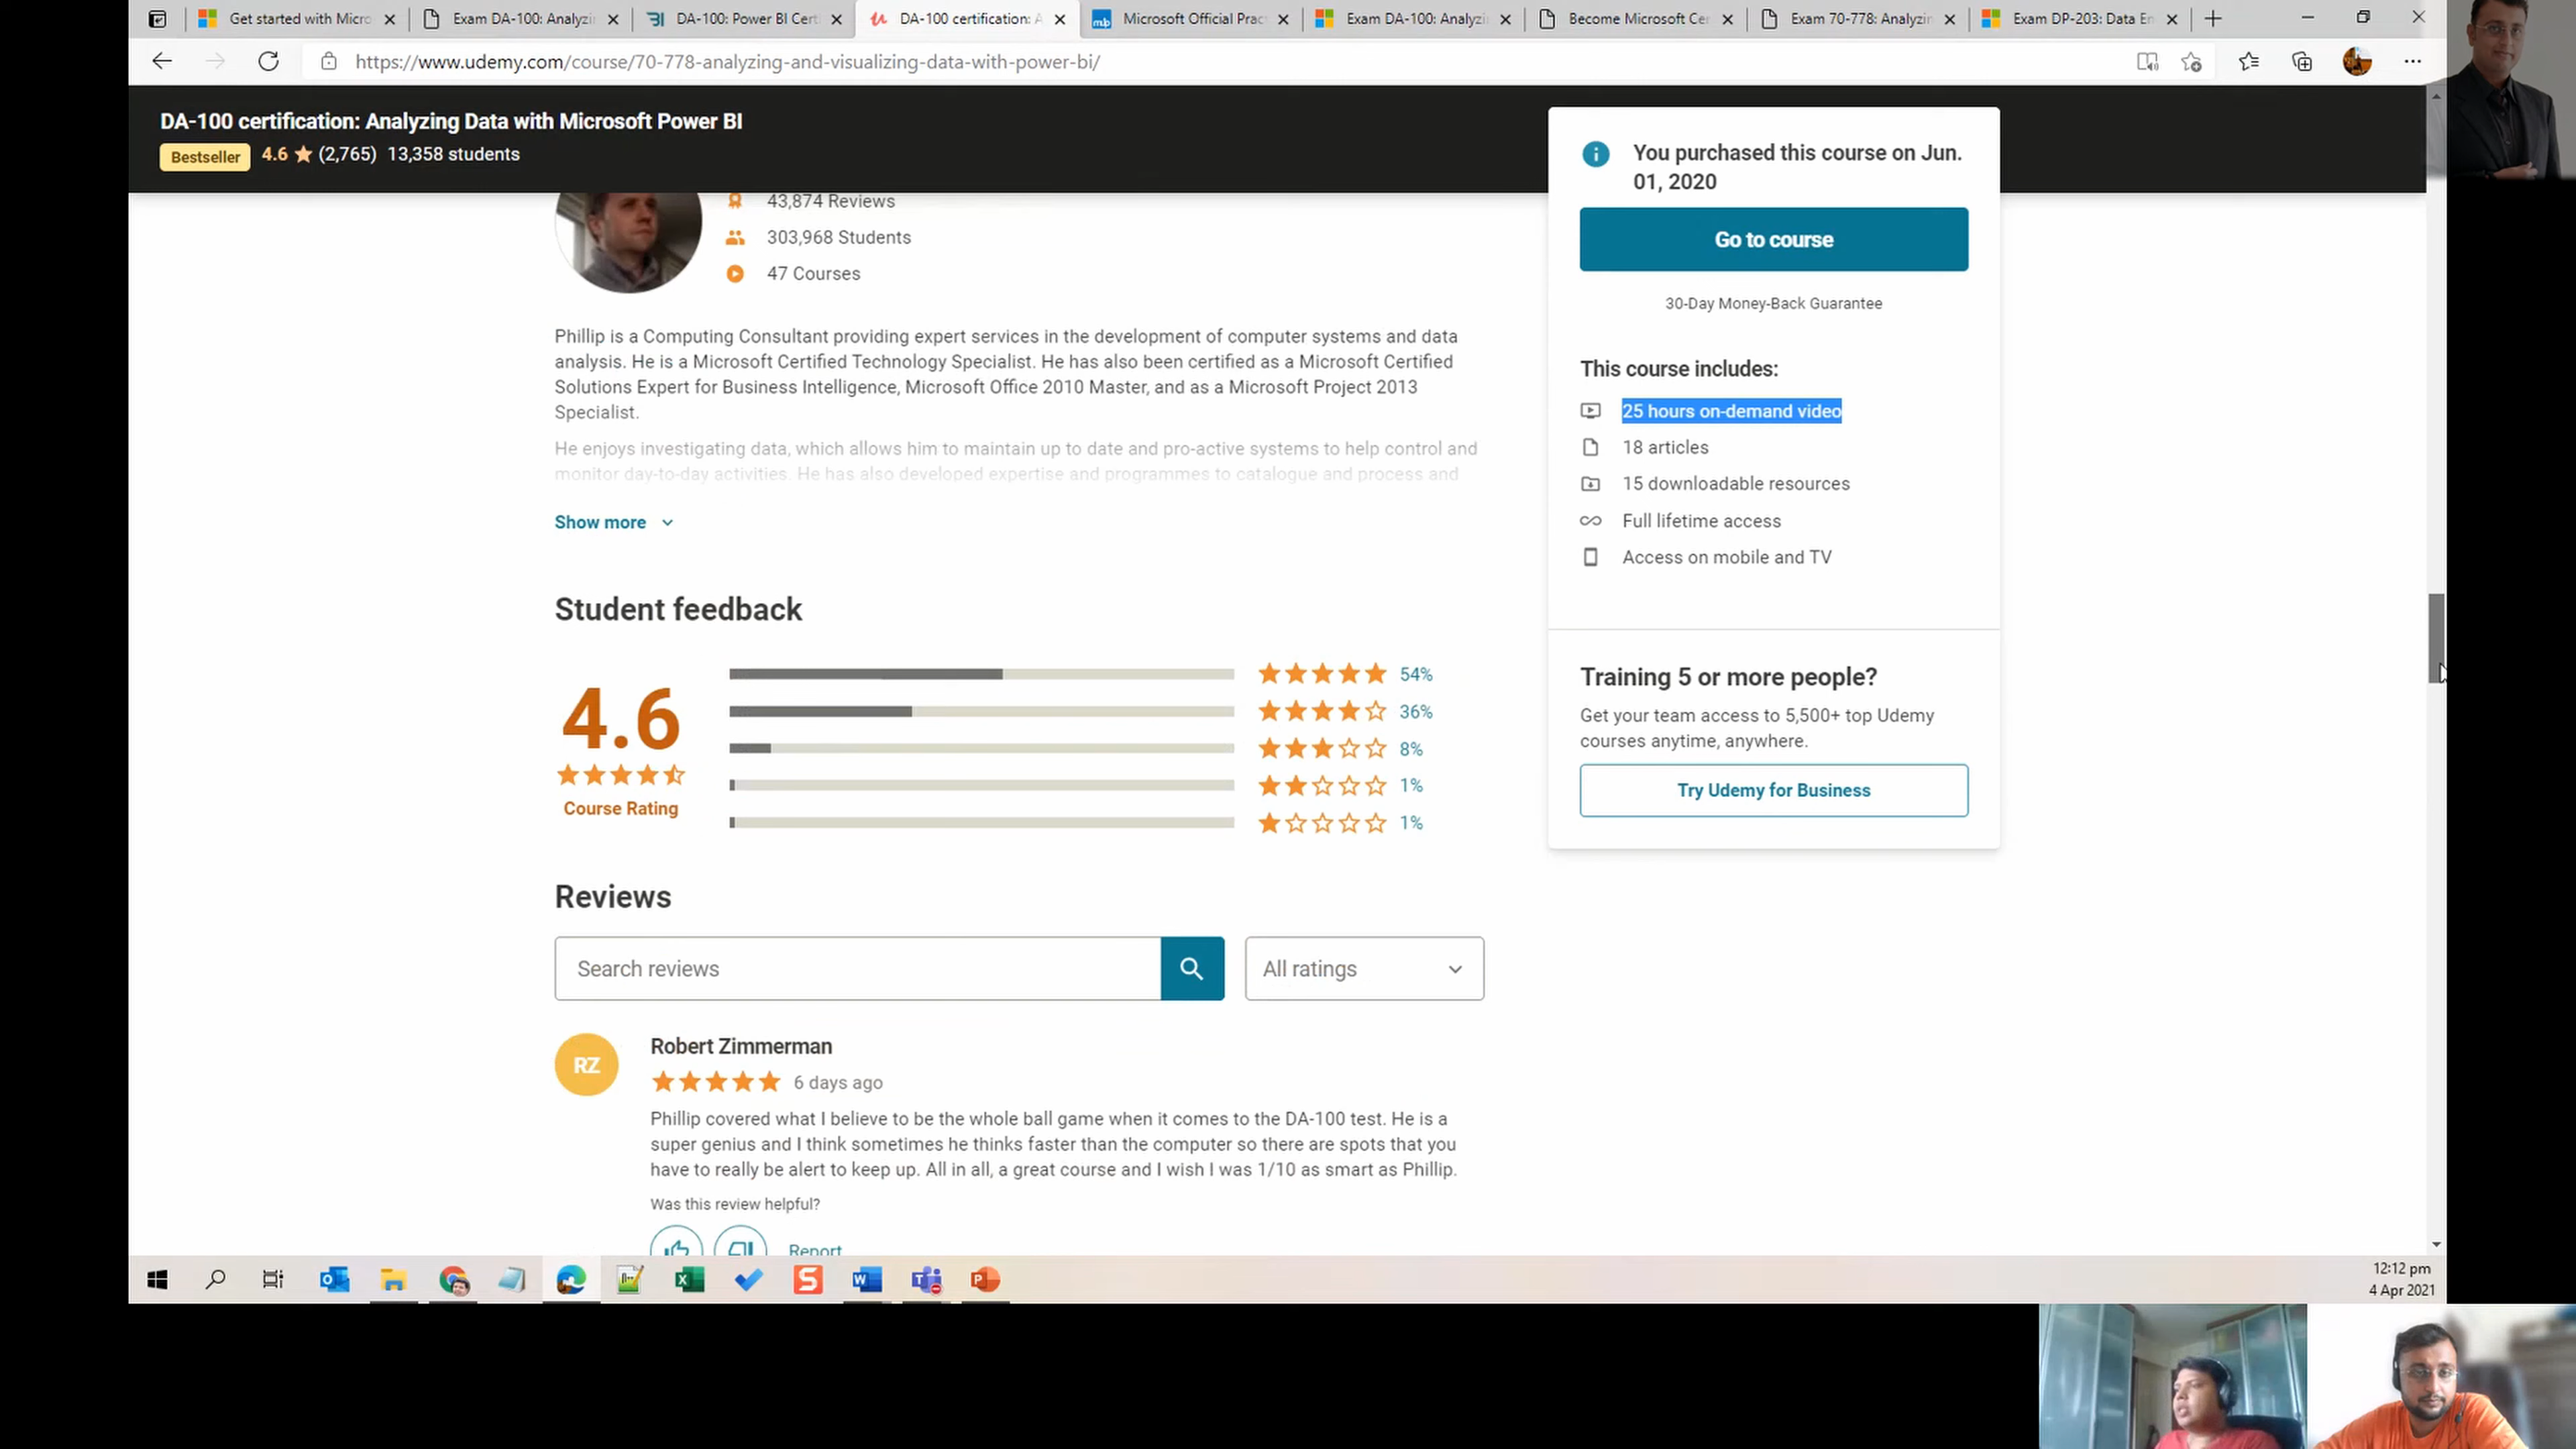 Get started with Micro
Exam DA-100: Analyzi
DA-100: Power BI Cert
DA-100 certification: A
Microsoft Official Prac
Exam DA-100: Analyzi
Become Microsoft Cer
Exam 70-778: Analyzin
Exam DP-203: Data En
https://www.udemy.com/course/70-778-analyzing-and-visualizing-data-with-power-bi/
DA-100 certification: Analyzing Data with Microsoft Power BI
Bestseller 4.6 (2,765) 13,358 students
43,874 Reviews
303,968 Students
47 Courses
Phillip is a Computing Consultant providing expert services in the development of computer systems and data
analysis. He is a Microsoft Certified Technology Specialist. He has also been certified as a Microsoft Certified
Solutions Expert for Business Intelligence, Microsoft Office 2010 Master, and as a Microsoft Project 2013
Specialist.
He enjoys investigating data, which allows him to maintain up to date and pro-active systems to help control and
monitor day-to-day activities. He has also developed expertise and programmes to catalogue and process and
Show more
Student feedback
4.6
Course Rating
54%
36%
8%
1%
1%
Reviews
Search reviews
All ratings
RZ
Robert Zimmerman
6 days ago
Phillip covered what I believe to be the whole ball game when it comes to the DA-100 test. He is a
super genius and I think sometimes he thinks faster than the computer so there are spots that you
have to really be alert to keep up. All in all, a great course and I wish I was 1/10 as smart as Phillip.
Was this review helpful?
Report
You purchased this course on Jun.
01, 2020
Go to course
30-Day Money-Back Guarantee
This course includes:
25 hours on-demand video
18 articles
15 downloadable resources
Full lifetime access
Access on mobile and TV
Training 5 or more people?
Get your team access to 5,500+ top Udemy
courses anytime, anywhere.
Try Udemy for Business
12:12 pm
4 Apr 2021